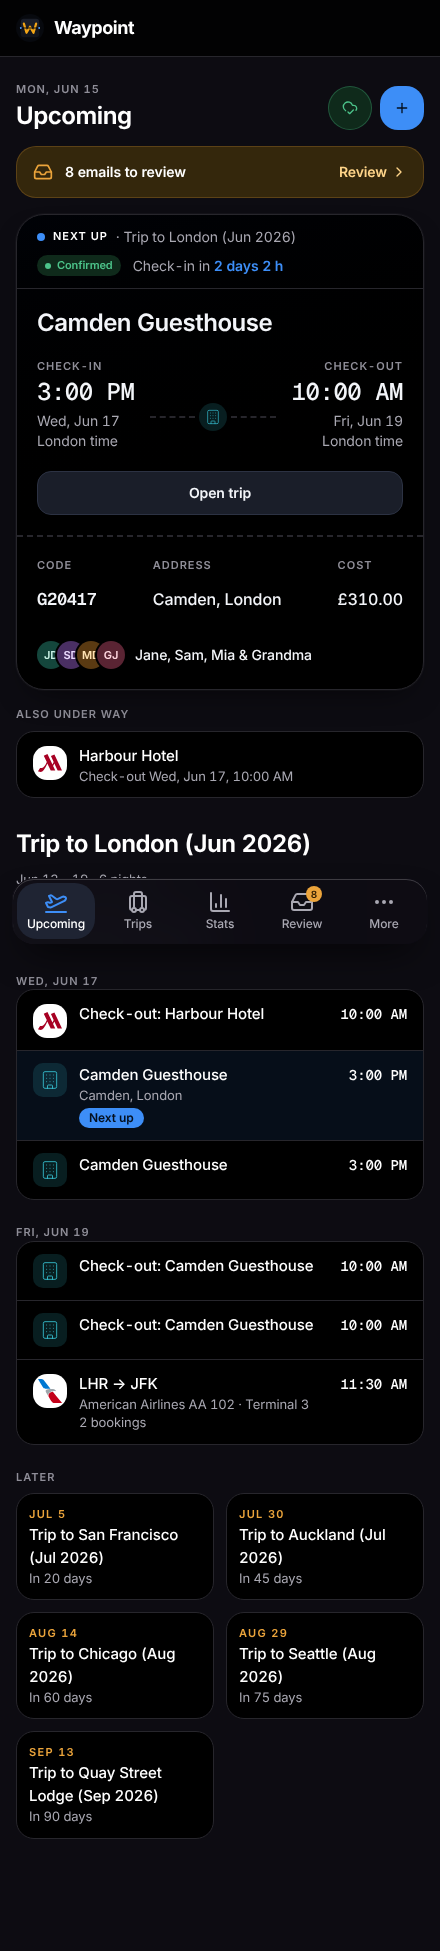 Waypoint
MON, JUN 15
Upcoming
8 emails to review
Review
NEXT UP · Trip to London (Jun 2026)
Confirmed
Check-in in 2 days 2 h
Camden Guesthouse
CHECK-IN
CHECK-OUT
3:00 PM
10:00 AM
Wed, Jun 17
Fri, Jun 19
London time
London time
Open trip
CODE
ADDRESS
COST
G20417
Camden, London
£310.00
GJ
Jane, Sam, Mia & Grandma
ALSO UNDER WAY
Harbour Hotel
Check-out Wed, Jun 17, 10:00 AM
Trip to London (Jun 2026)
8
Upcoming
Trips
Stats
Review
More
WED, JUN 17
Check-out: Harbour Hotel
10:00 AM
Camden Guesthouse
3:00 PM
Camden, London
Next up
Camden Guesthouse
3:00 PM
FRI, JUN 19
Check-out: Camden Guesthouse
10:00 AM
Check-out: Camden Guesthouse
10:00 AM
LHR → JFK
11:30 AM
American Airlines AA 102 · Terminal 3
2 bookings
LATER
JUL 5
Trip to San Francisco
(Jul 2026)
In 20 days
JUL 30
Trip to Auckland (Jul
2026)
In 45 days
AUG 14
Trip to Chicago (Aug
2026)
In 60 days
AUG 29
Trip to Seattle (Aug
2026)
In 75 days
SEP 13
Trip to Quay Street
Lodge (Sep 2026)
In 90 days